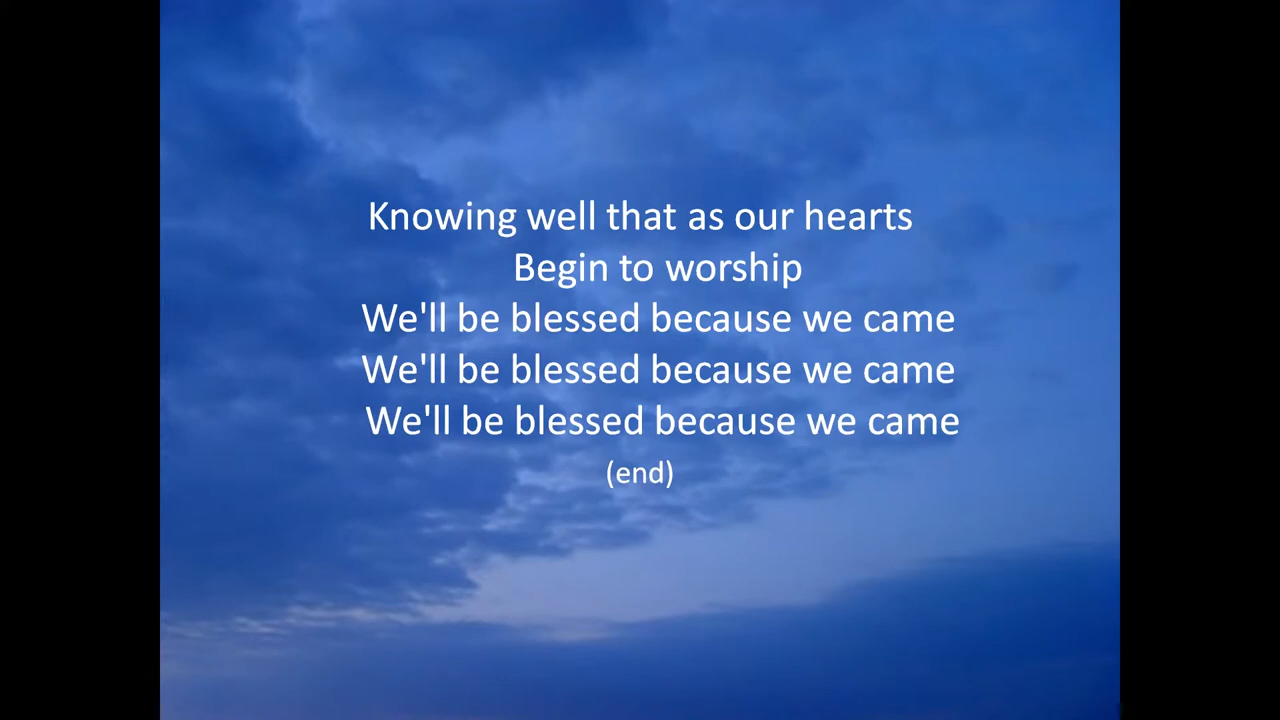 Knowing well that as our hearts
Begin to worship
We'll be blessed because we came
We'll be blessed because we came
We'll be blessed because we came
(end)